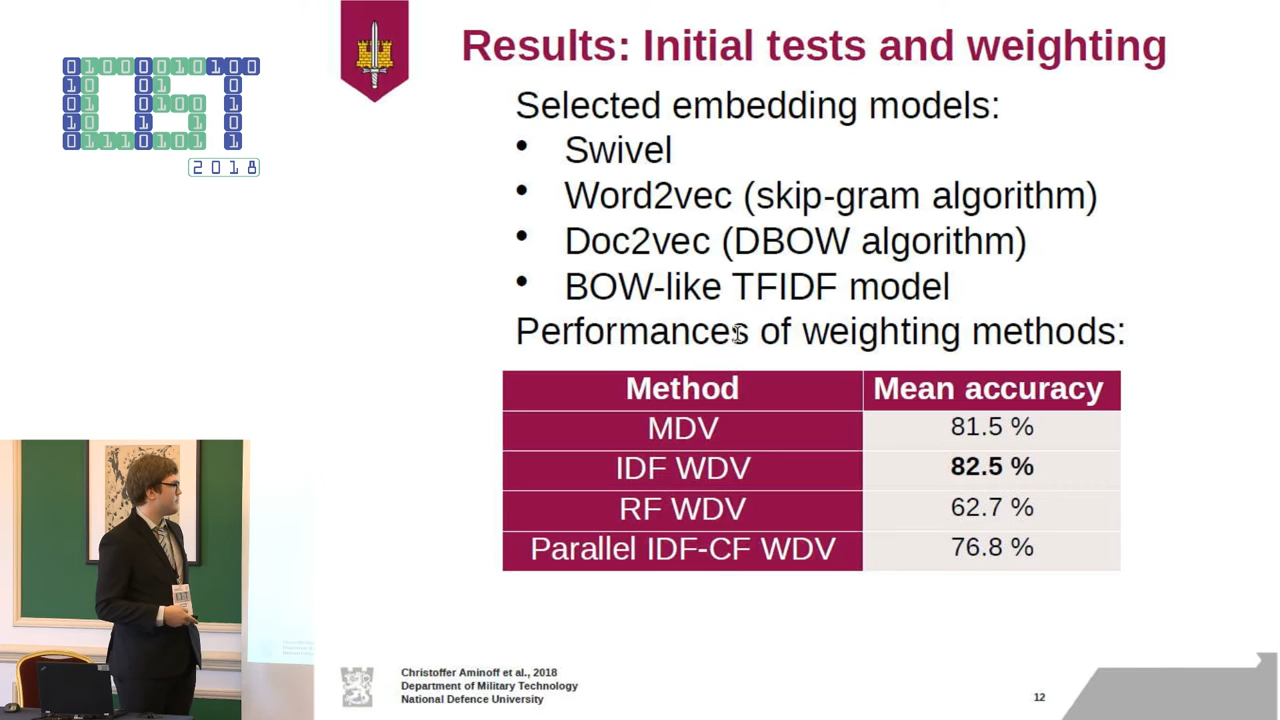 OST
2018
Results: Initial tests and weighting
Selected embedding models:
• Swivel
• Word2vec (skip-gram algorithm)
• Doc2vec (DBOW algorithm)
• BOW-like TFIDF model
Performances of weighting methods:
Method Mean accuracy
MDV 81.5 %
IDF WDV 82.5 %
RF WDV 62.7 %
Parallel IDF-CF WDV 76.8 %
Christoffer Aminoff et al., 2018
Department of Military Technology
National Defence University
12